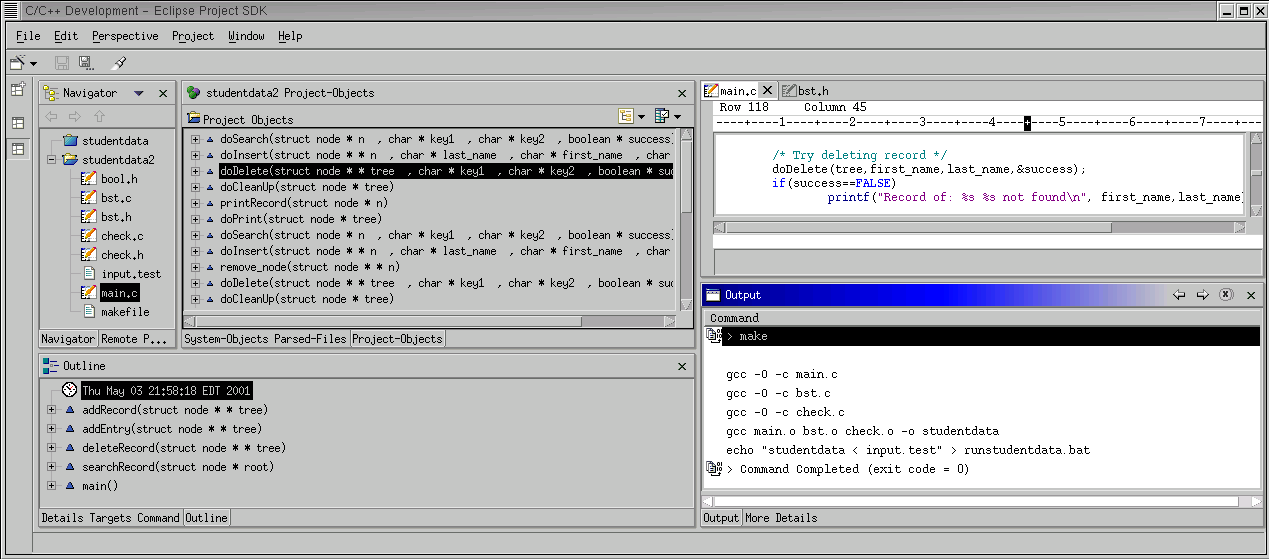 C/C++ Development - Eclipse Project SDK
File Edit Perspective Project Window Help
Navigator
studentdata
studentdata2
bool.h
bst.c
bst.h
check.c
check.h
input.test
main.c
makefile
Navigator Remote P...
studentdata2 Project-Objects
Project Objects
doSearch(struct node * n , char * key1 , char * key2 , boolean * success)
doInsert(struct node * * n , char * last_name , char * first_name , char
doDelete(struct node * * tree , char * key1 , char * key2 , boolean * suc
doCleanUp(struct node * tree)
printRecord(struct node * n)
doPrint(struct node * tree)
doSearch(struct node * n , char * key1 , char * key2 , boolean * success)
doInsert(struct node * * n , char * last_name , char * first_name , char
remove_node(struct node * * n)
doDelete(struct node * * tree , char * key1 , char * key2 , boolean * suc
doCleanUp(struct node * tree)
System-Objects Parsed-Files Project-Objects
main.c bst.h
Row 118 Column 45
----+----1----+----2----+----3----+----4----+----5----+----6----+----7----+---
/* Try deleting record */
doDelete(tree,first_name,last_name,&success);
if(success==FALSE)
printf("Record of: %s %s not found\n", first_name,last_name)
Outline
Thu May 03 21:58:18 EDT 2001
addRecord(struct node * * tree)
addEntry(struct node * * tree)
deleteRecord(struct node * * tree)
searchRecord(struct node * root)
main()
Details Targets Command Outline
Output
Command
> make
gcc -O -c main.c
gcc -O -c bst.c
gcc -O -c check.c
gcc main.o bst.o check.o -o studentdata
echo "studentdata < input.test" > runstudentdata.bat
> Command Completed (exit code = 0)
Output More Details